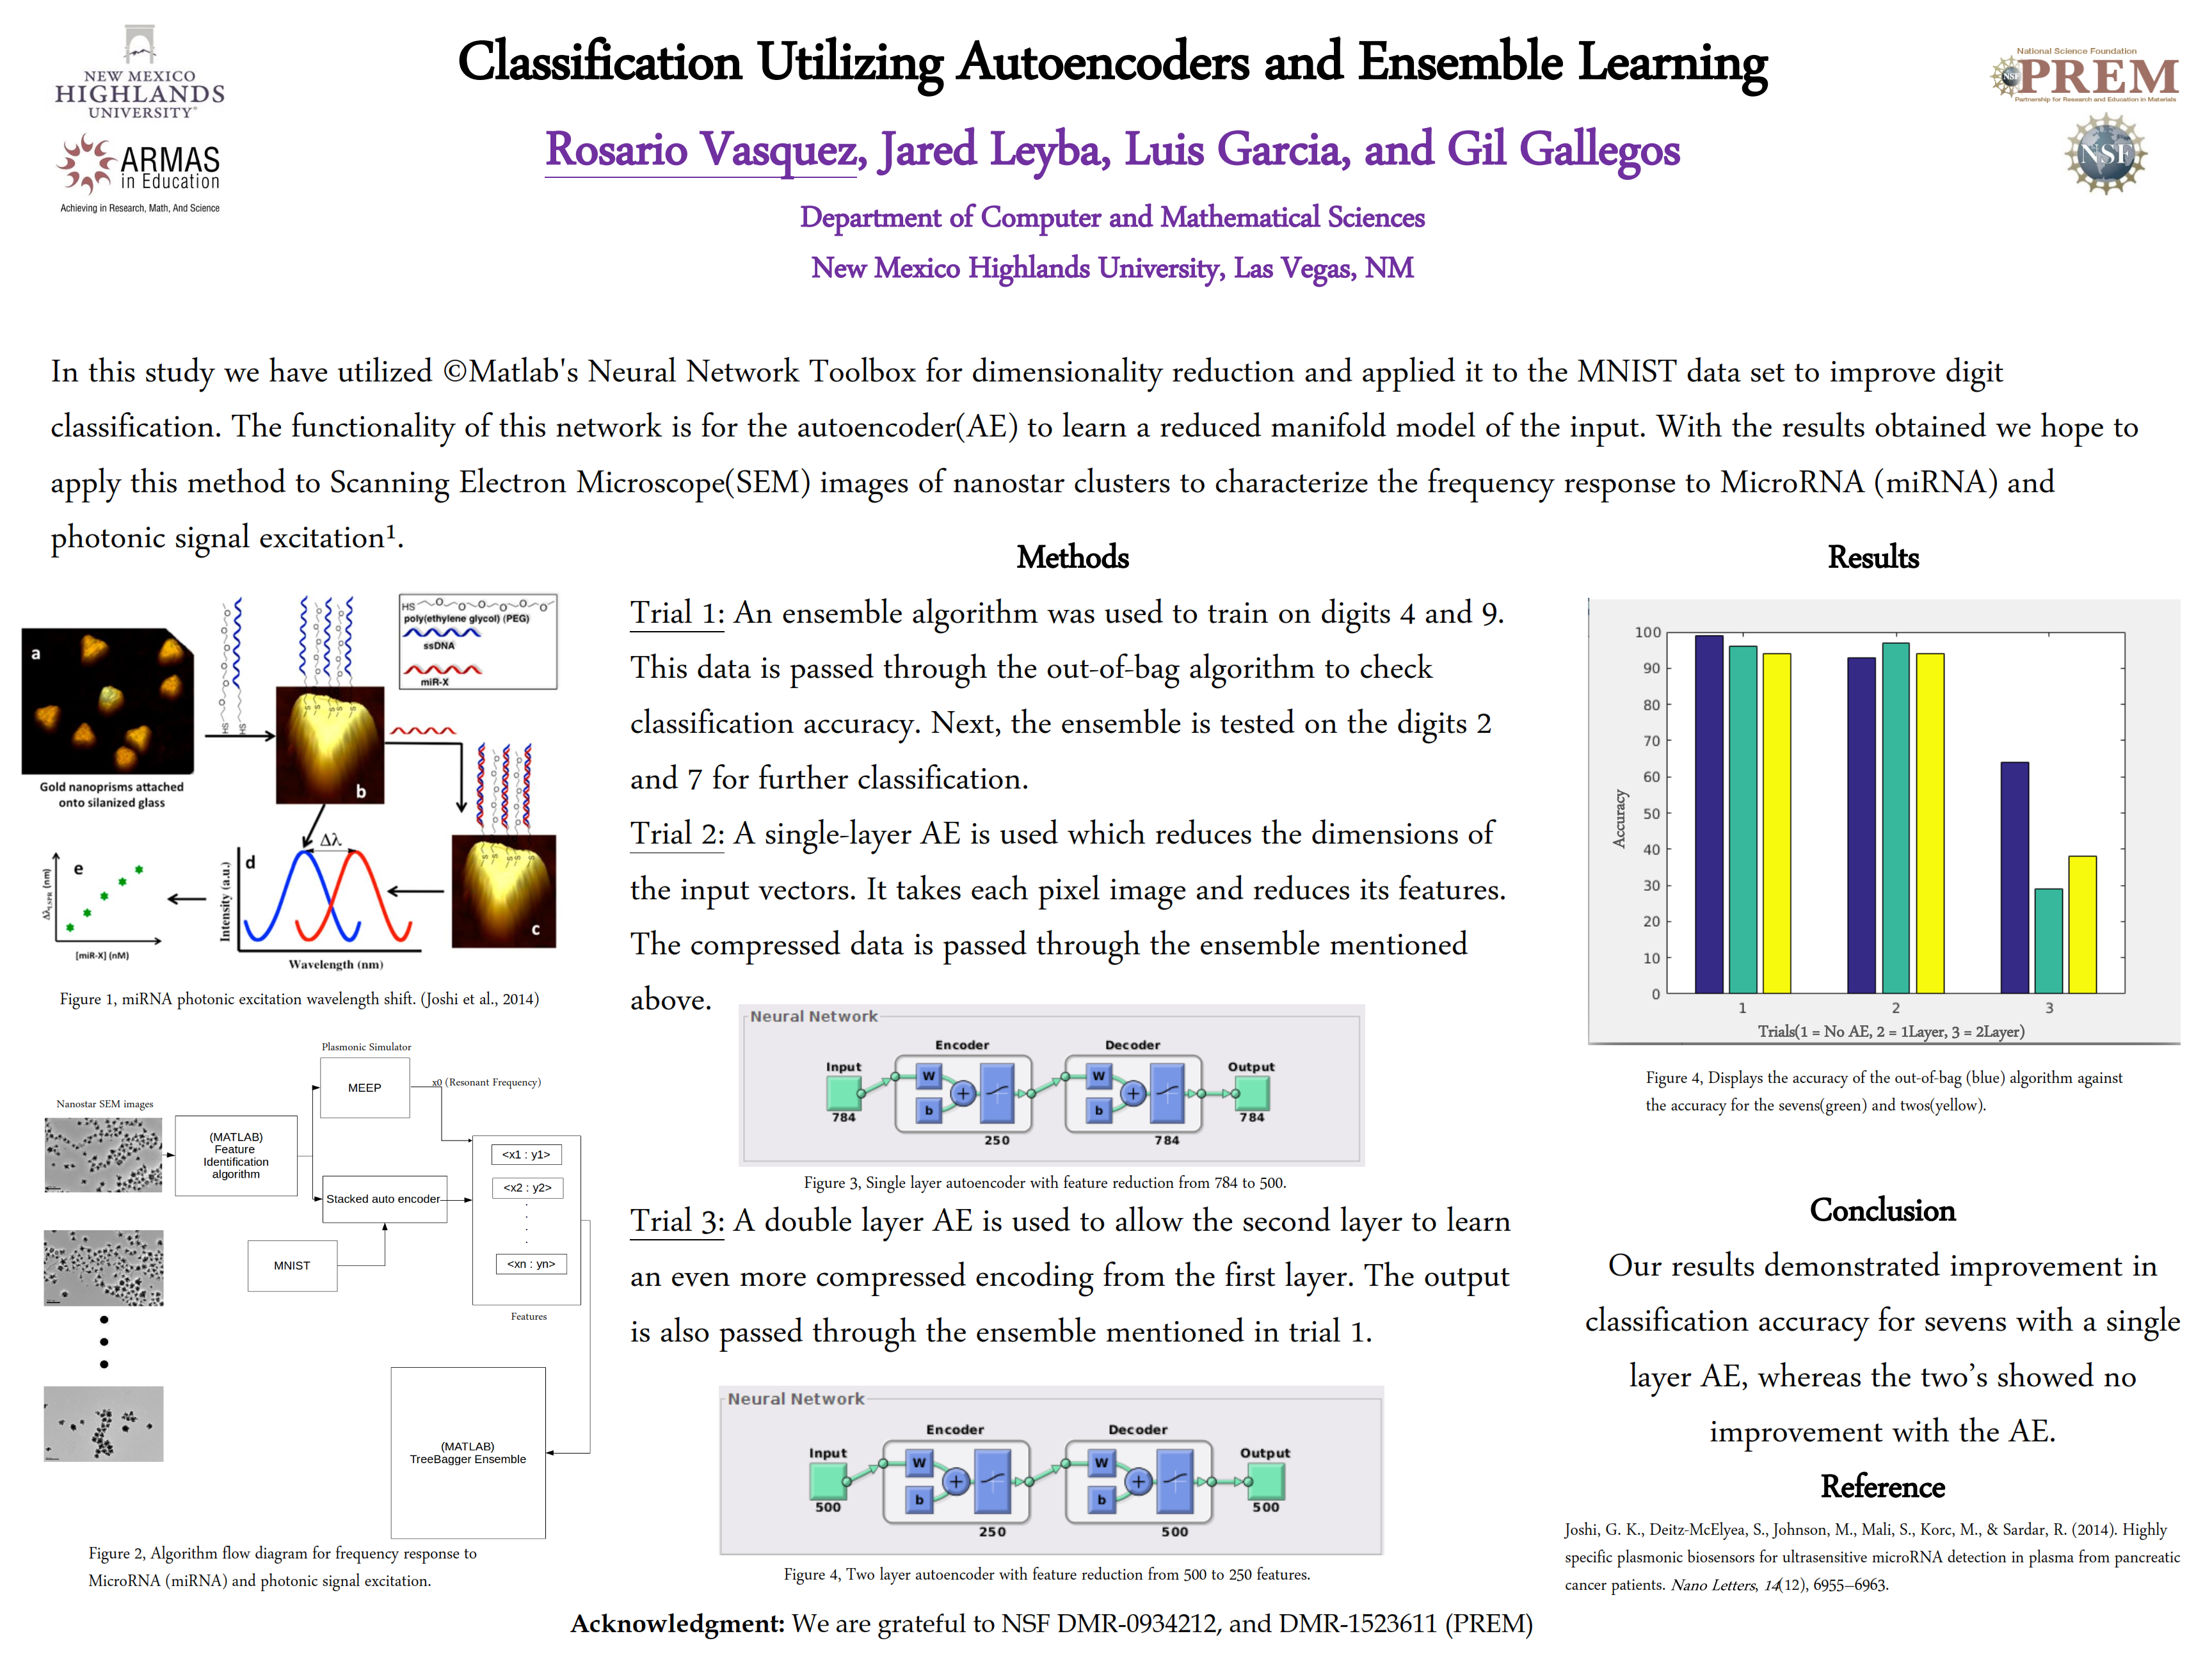 NEW MEXICO
HIGHLANDS
UNIVERSITY
ARMAS
in Education
Achieving in Research, Math, And Science
Classification Utilizing Autoencoders and Ensemble Learning
Rosario Vasquez, Jared Leyba, Luis Garcia, and Gil Gallegos
Department of Computer and Mathematical Sciences
New Mexico Highlands University, Las Vegas, NM
National Science Foundation
NSF
PREM
Partnership for Research and Education in Materials
NSF
In this study we have utilized ©Matlab's Neural Network Toolbox for dimensionality reduction and applied it to the MNIST data set to improve digit
classification. The functionality of this network is for the autoencoder(AE) to learn a reduced manifold model of the input. With the results obtained we hope to
apply this method to Scanning Electron Microscope(SEM) images of nanostar clusters to characterize the frequency response to MicroRNA (miRNA) and
photonic signal excitation¹.
a
Gold nanoprisms attached
onto silanized glass
HS
poly(ethylene glycol) (PEG)
ssDNA
miR-X
b
c
Δλ
d
Intensity (a.u.)
Wavelength (nm)
e
Δλ LSPR (nm)
[miR-X] (nM)
Figure 1, miRNA photonic excitation wavelength shift. (Joshi et al., 2014)
Plasmonic Simulator
MEEP
x0 (Resonant Frequency)
Nanostar SEM images
(MATLAB)
Feature
Identification
algorithm
<x1 : y1>
Stacked auto encoder
<x2 : y2>
.
.
.
.
MNIST
<xn : yn>
Features
(MATLAB)
TreeBagger Ensemble
Figure 2, Algorithm flow diagram for frequency response to
MicroRNA (miRNA) and photonic signal excitation.
Methods
Trial 1: An ensemble algorithm was used to train on digits 4 and 9.
This data is passed through the out-of-bag algorithm to check
classification accuracy. Next, the ensemble is tested on the digits 2
and 7 for further classification.
Trial 2: A single-layer AE is used which reduces the dimensions of
the input vectors. It takes each pixel image and reduces its features.
The compressed data is passed through the ensemble mentioned
above.
Neural Network
Encoder Decoder
Input Output
W b + W b +
784 250 784 784
Figure 3, Single layer autoencoder with feature reduction from 784 to 500.
Trial 3: A double layer AE is used to allow the second layer to learn
an even more compressed encoding from the first layer. The output
is also passed through the ensemble mentioned in trial 1.
Neural Network
Encoder Decoder
Input Output
W b + W b +
500 250 500 500
Figure 4, Two layer autoencoder with feature reduction from 500 to 250 features.
Results
100
90
80
70
60
50
40
30
20
10
0
Accuracy
1 2 3
Trials(1 = No AE, 2 = 1Layer, 3 = 2Layer)
Figure 4, Displays the accuracy of the out-of-bag (blue) algorithm against
the accuracy for the sevens(green) and twos(yellow).
Conclusion
Our results demonstrated improvement in
classification accuracy for sevens with a single
layer AE, whereas the two’s showed no
improvement with the AE.
Reference
Joshi, G. K., Deitz-McElyea, S., Johnson, M., Mali, S., Korc, M., & Sardar, R. (2014). Highly
specific plasmonic biosensors for ultrasensitive microRNA detection in plasma from pancreatic
cancer patients. Nano Letters, 14(12), 6955–6963.
Acknowledgment: We are grateful to NSF DMR-0934212, and DMR-1523611 (PREM)